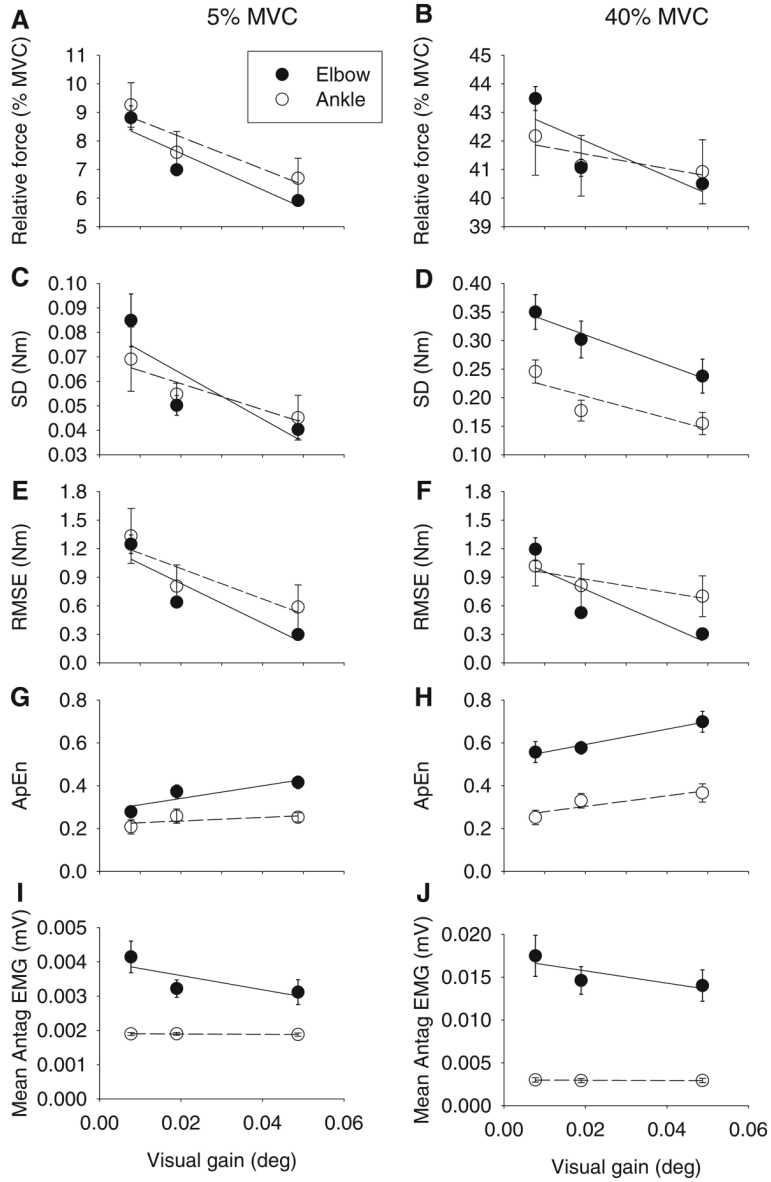 5% MVC
40% MVC
A
Relative force (% MVC)
11
10
9
8
7
6
5
Elbow
Ankle
B
Relative force (% MVC)
45
44
43
42
41
40
39
C
SD (Nm)
0.10
0.09
0.08
0.07
0.06
0.05
0.04
0.03
D
SD (Nm)
0.40
0.35
0.30
0.25
0.20
0.15
0.10
E
RMSE (Nm)
1.8
1.5
1.2
0.9
0.6
0.3
0.0
F
RMSE (Nm)
1.8
1.5
1.2
0.9
0.6
0.3
0.0
G
ApEn
0.8
0.6
0.4
0.2
0.0
H
ApEn
0.8
0.6
0.4
0.2
0.0
I
Mean Antag EMG (mV)
0.005
0.004
0.003
0.002
0.001
0.000
0.00
0.02
0.04
0.06
Visual gain (deg)
J
Mean Antag EMG (mV)
0.020
0.015
0.010
0.005
0.000
0.00
0.02
0.04
0.06
Visual gain (deg)